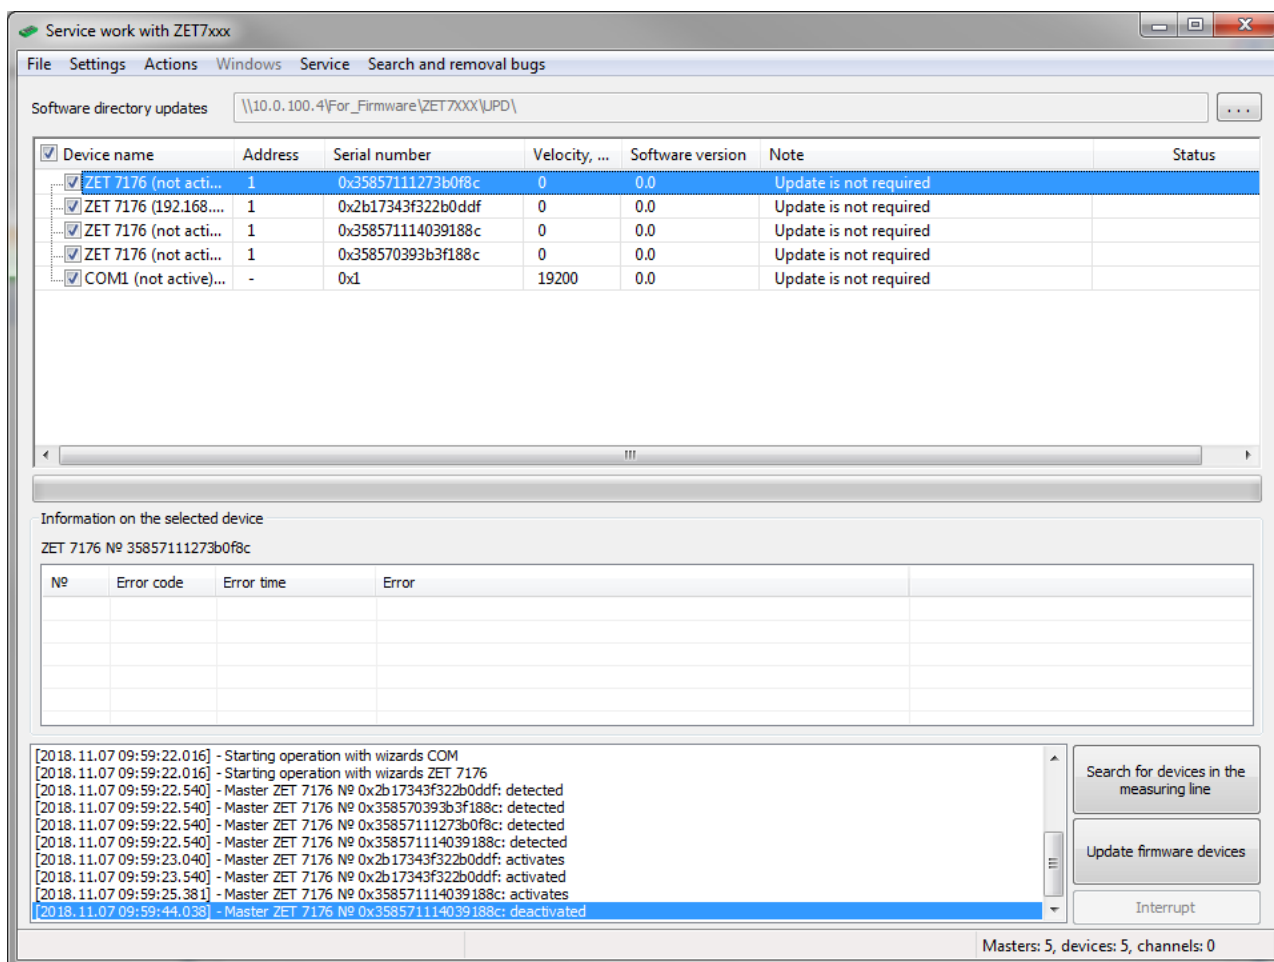 Service work with ZET7xxx
File Settings Actions Windows Service Search and removal bugs
Software directory updates \\10.0.100.4\For_Firmware\ZET7XXX\UPD\ ...
Device name Address Serial number Velocity, ... Software version Note Status
ZET 7176 (not acti... 1 0x35857111273b0f8c 0 0.0 Update is not required
ZET 7176 (192.168.... 1 0x2b17343f322b0ddf 0 0.0 Update is not required
ZET 7176 (not acti... 1 0x358571114039188c 0 0.0 Update is not required
ZET 7176 (not acti... 1 0x358570393b3f188c 0 0.0 Update is not required
COM1 (not active)... - 0x1 19200 0.0 Update is not required
Information on the selected device
ZET 7176 № 35857111273b0f8c
№ Error code Error time Error
[2018.11.07 09:59:22.016] - Starting operation with wizards COM
[2018.11.07 09:59:22.016] - Starting operation with wizards ZET 7176
[2018.11.07 09:59:22.540] - Master ZET 7176 № 0x2b17343f322b0ddf: detected
[2018.11.07 09:59:22.540] - Master ZET 7176 № 0x358570393b3f188c: detected
[2018.11.07 09:59:22.540] - Master ZET 7176 № 0x35857111273b0f8c: detected
[2018.11.07 09:59:22.540] - Master ZET 7176 № 0x358571114039188c: detected
[2018.11.07 09:59:23.040] - Master ZET 7176 № 0x2b17343f322b0ddf: activates
[2018.11.07 09:59:23.540] - Master ZET 7176 № 0x2b17343f322b0ddf: activated
[2018.11.07 09:59:25.381] - Master ZET 7176 № 0x358571114039188c: activates
[2018.11.07 09:59:44.038] - Master ZET 7176 № 0x358571114039188c: deactivated
Search for devices in the
measuring line
Update firmware devices
Interrupt
Masters: 5, devices: 5, channels: 0